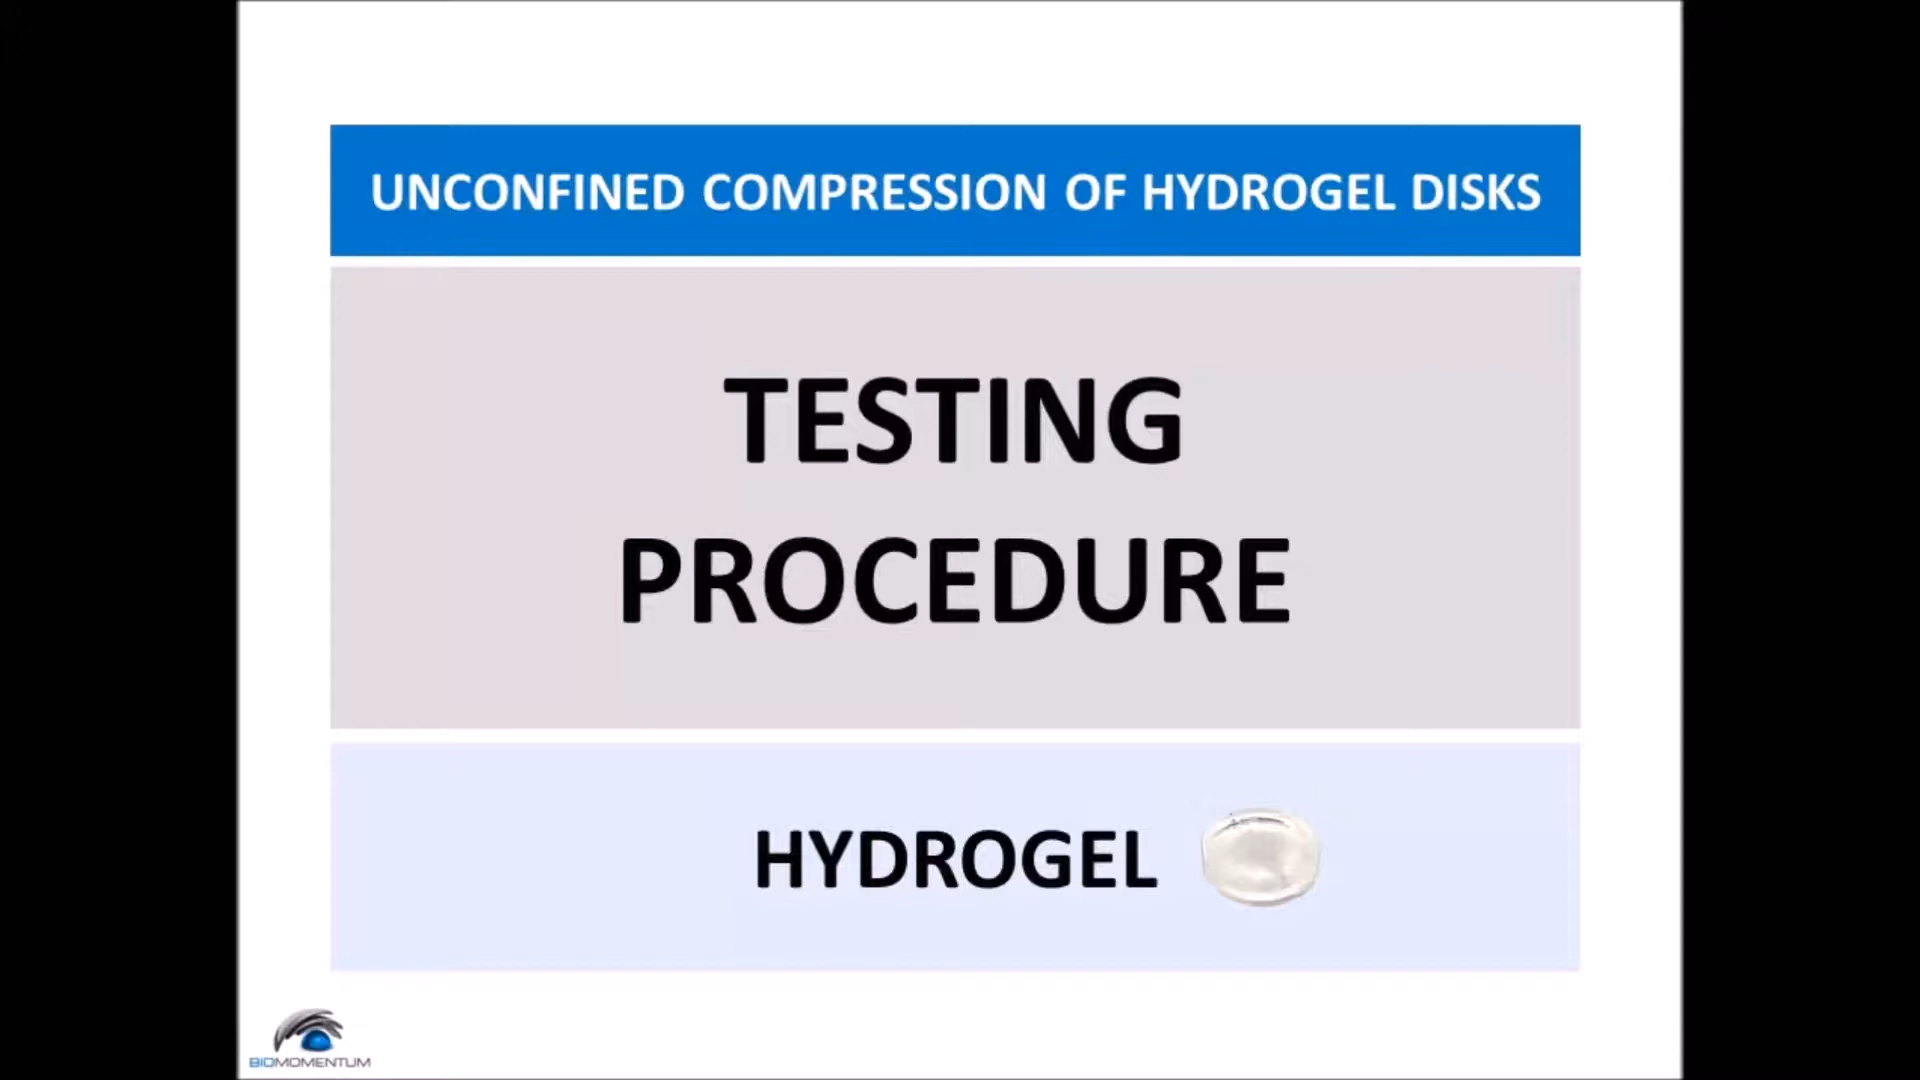 UNCONFINED COMPRESSION OF HYDROGEL DISKS
TESTING
PROCEDURE
HYDROGEL
BIOMOMENTUM